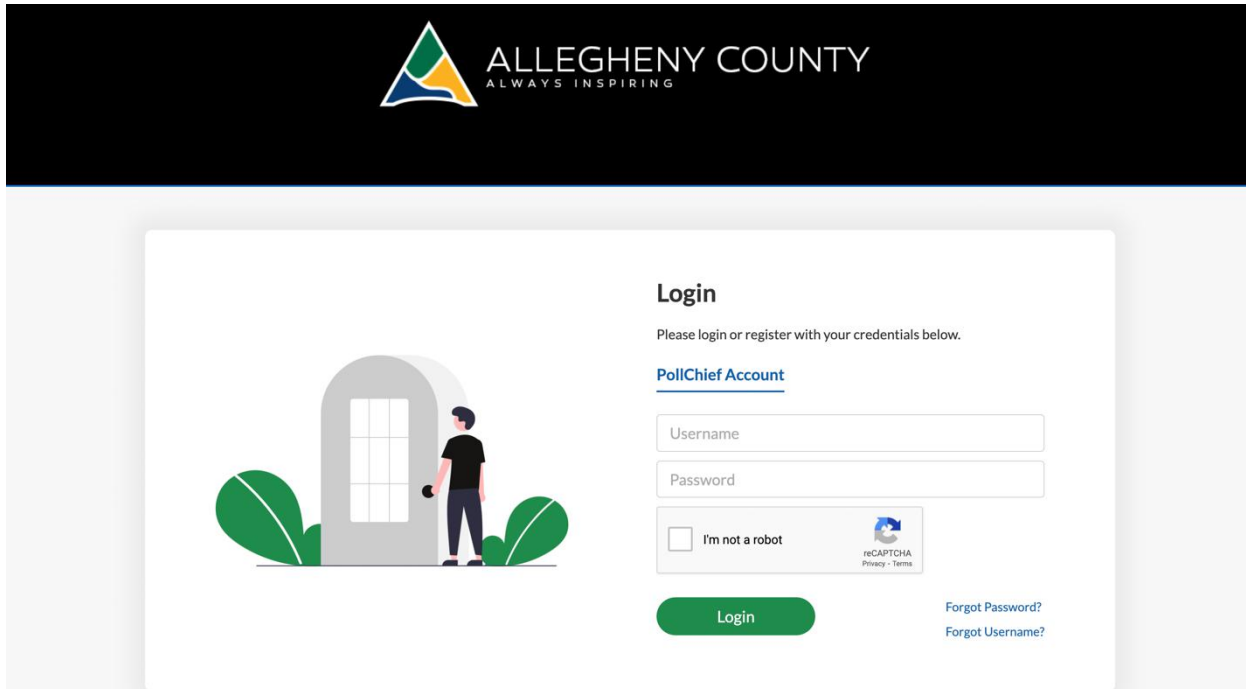 ALLEGHENY COUNTY
ALWAYS INSPIRING
Login
Please login or register with your credentials below.
PollChief Account
Username
Password
I'm not a robot
reCAPTCHA
Privacy - Terms
Login
Forgot Password?
Forgot Username?